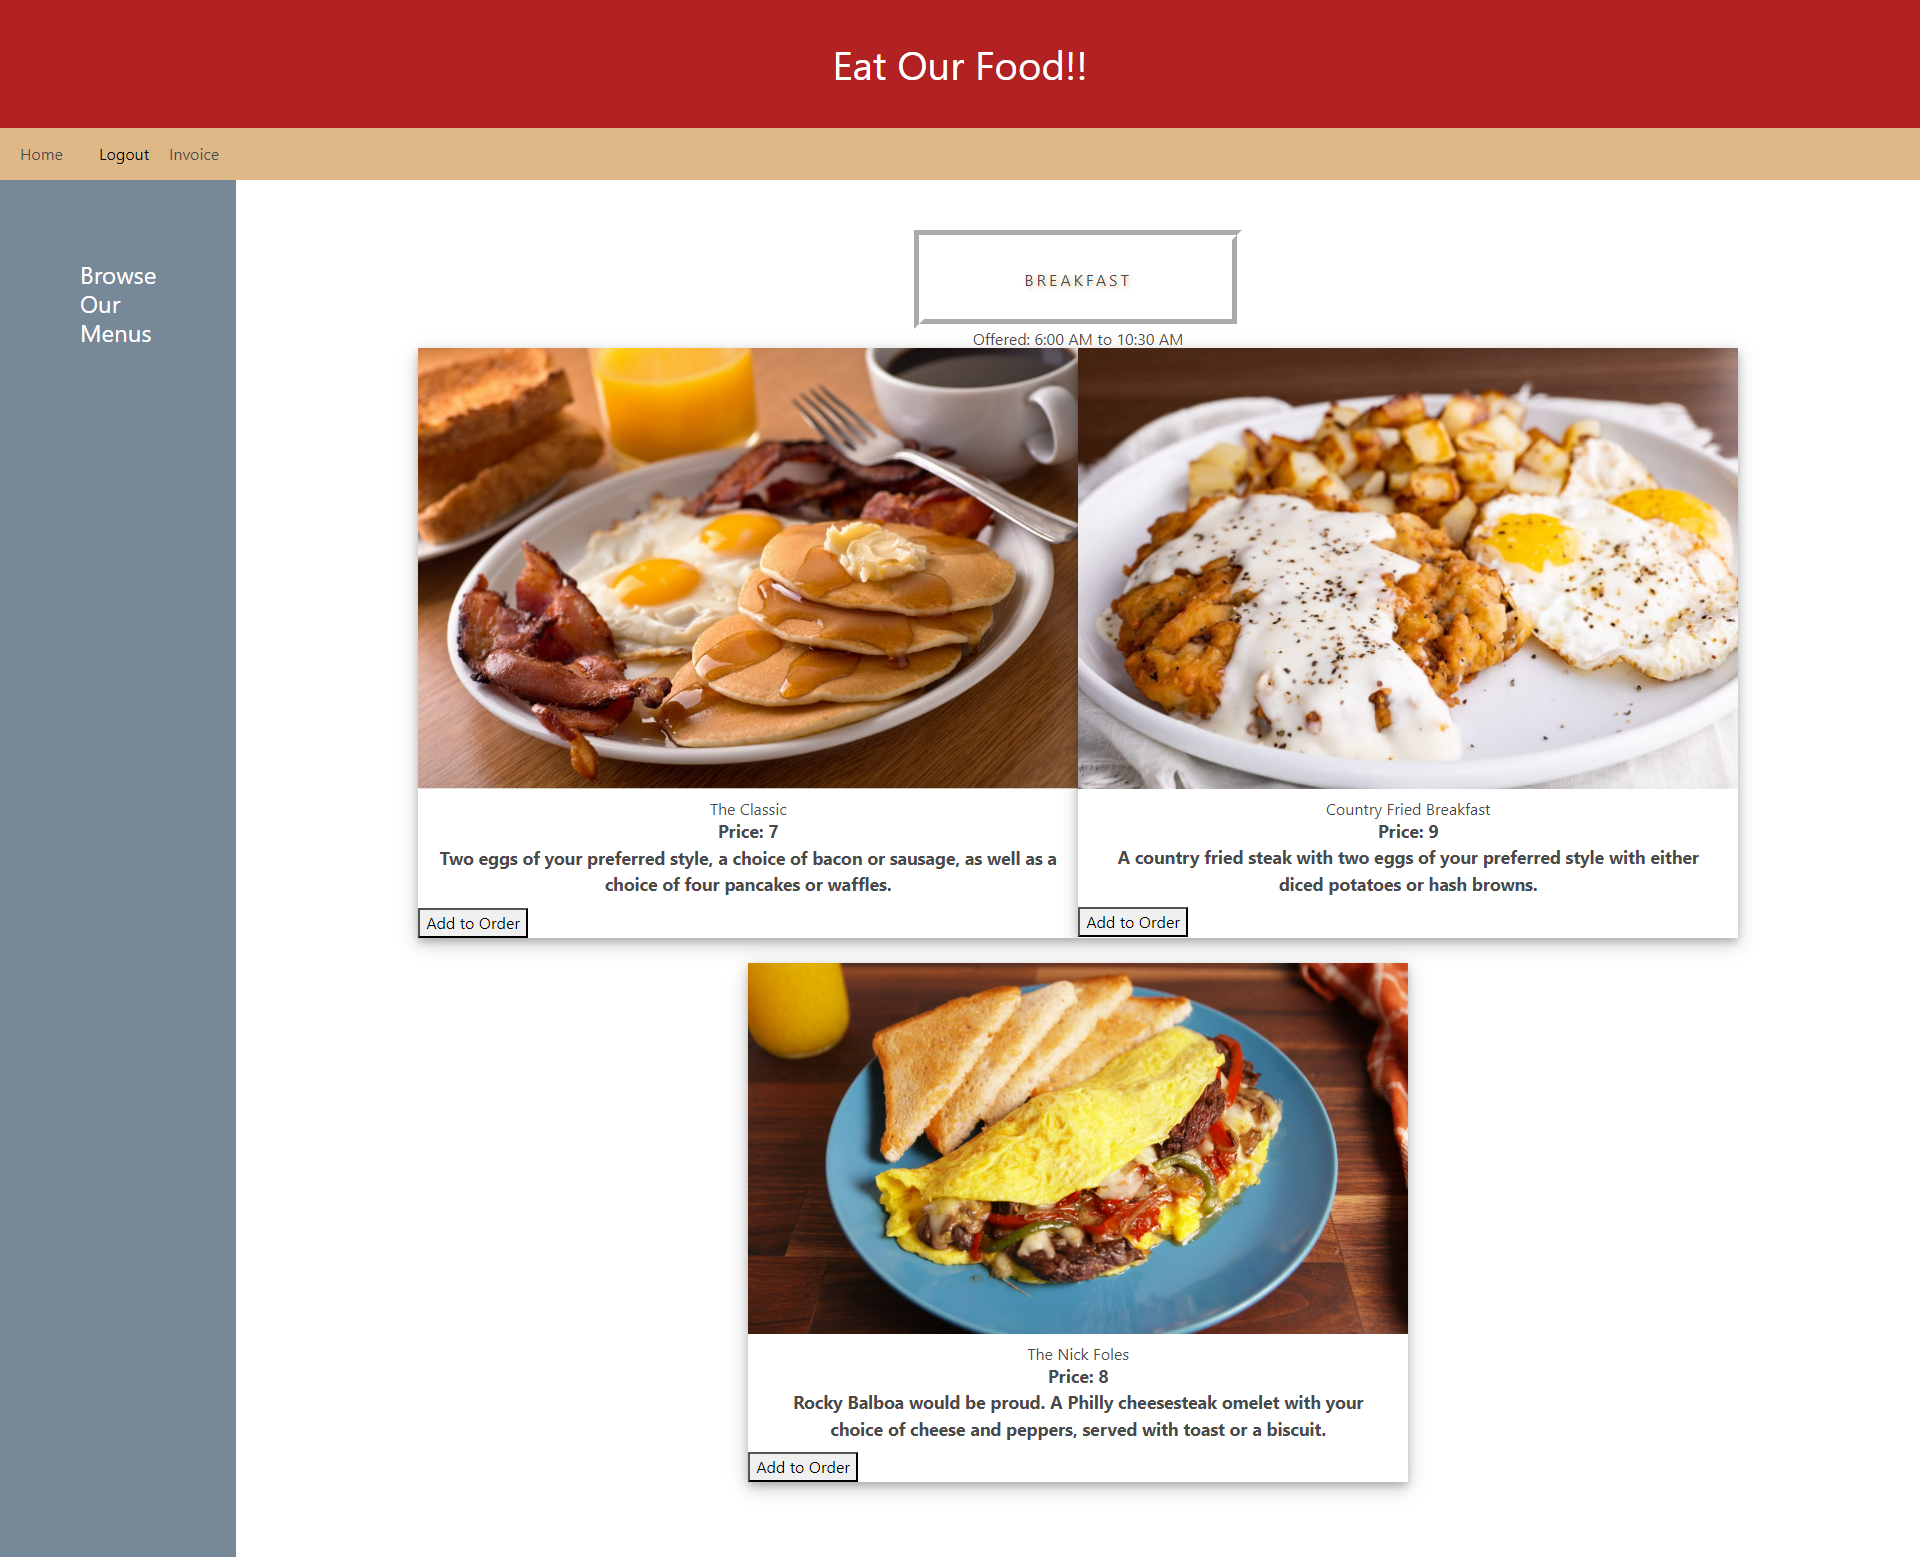 Eat Our Food!!
Home Logout Invoice
Browse
Our
Menus
BREAKFAST
Offered: 6:00 AM to 10:30 AM
The Classic
Price: 7
Two eggs of your preferred style, a choice of bacon or sausage, as well as a
choice of four pancakes or waffles.
Add to Order
Country Fried Breakfast
Price: 9
A country fried steak with two eggs of your preferred style with either
diced potatoes or hash browns.
Add to Order
The Nick Foles
Price: 8
Rocky Balboa would be proud. A Philly cheesesteak omelet with your
choice of cheese and peppers, served with toast or a biscuit.
Add to Order